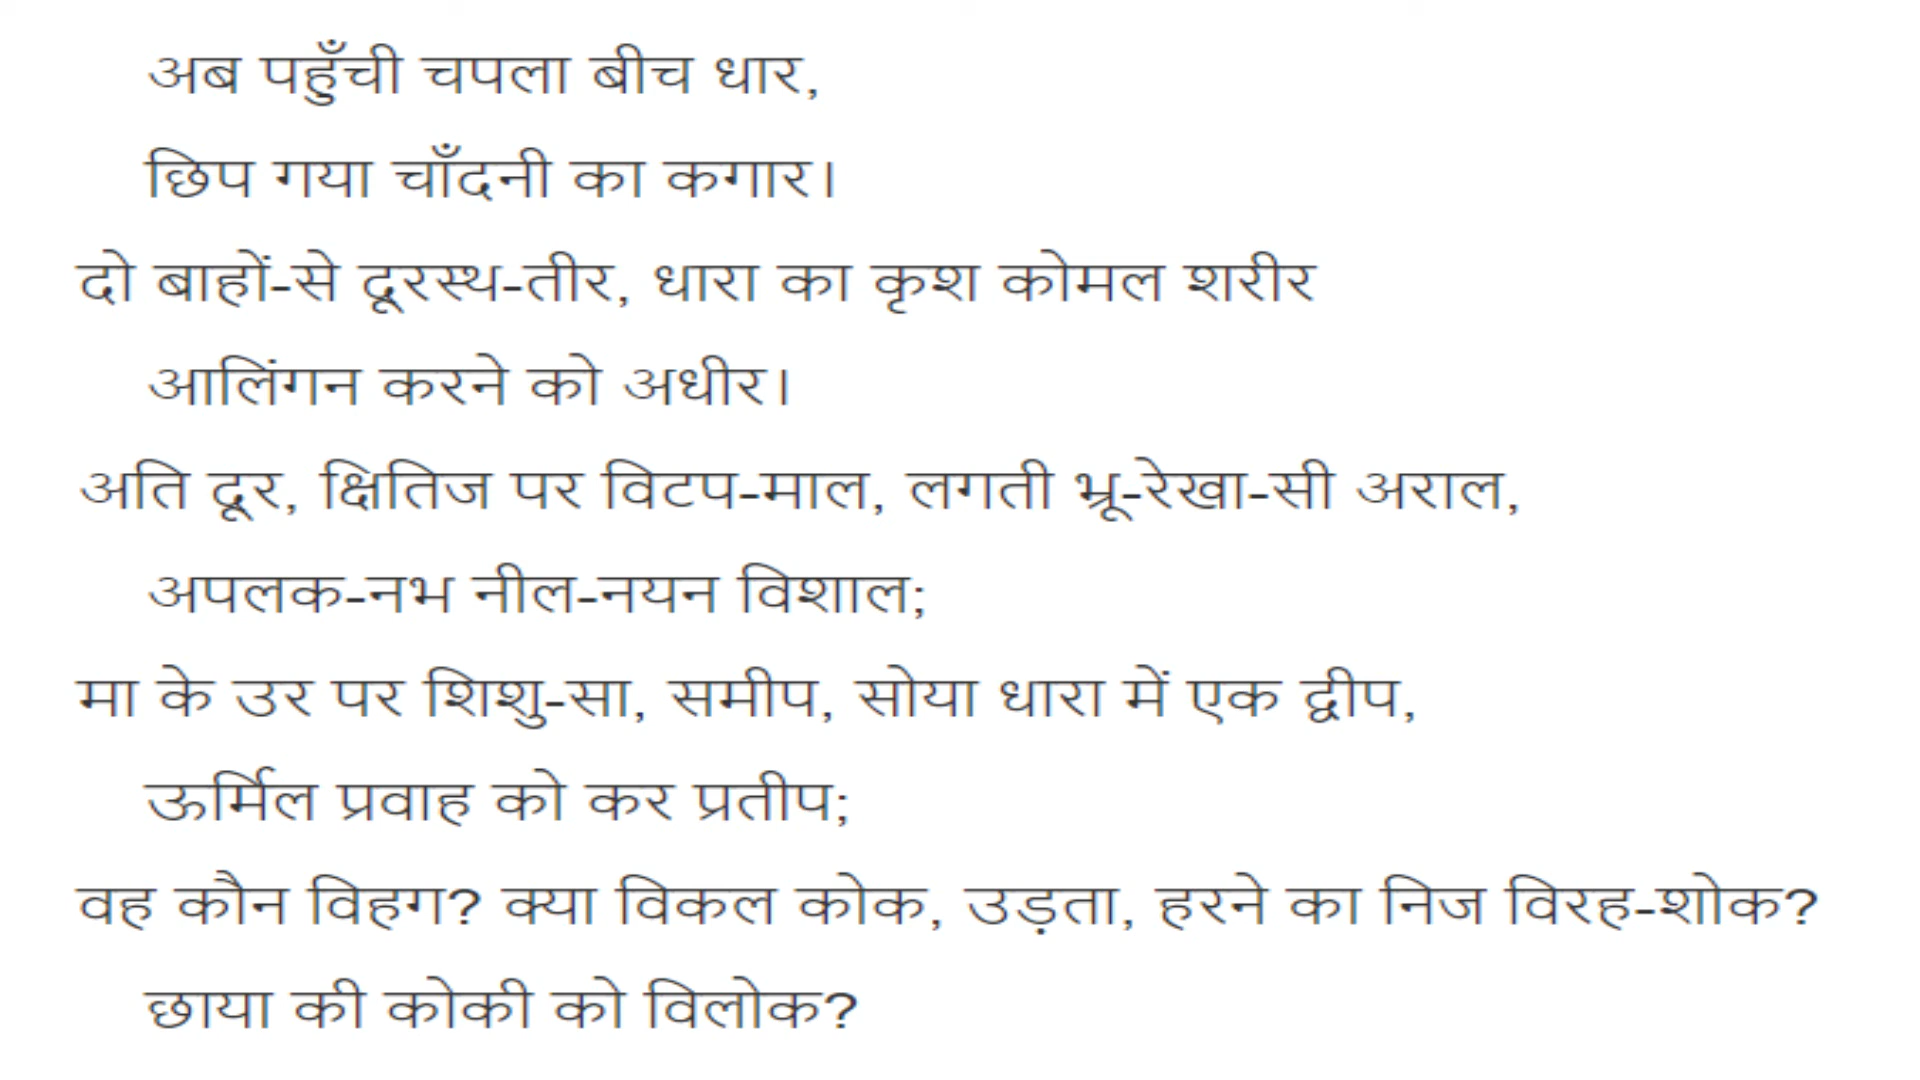 अब पहुँची चपला बीच धार,
छिप गया चाँदनी का कगार।
दो बाहों-से दूरस्थ-तीर, धारा का कृश कोमल शरीर
आलिंगन करने को अधीर।
अति दूर, क्षितिज पर विटप-माल, लगती भ्रू-रेखा-सी अराल,
अपलक-नभ नील-नयन विशाल;
मा के उर पर शिशु-सा, समीप, सोया धारा में एक द्वीप,
ऊर्मिल प्रवाह को कर प्रतीप;
वह कौन विहग? क्या विकल कोक, उड़ता, हरने का निज विरह-शोक?
छाया की कोकी को विलोक?